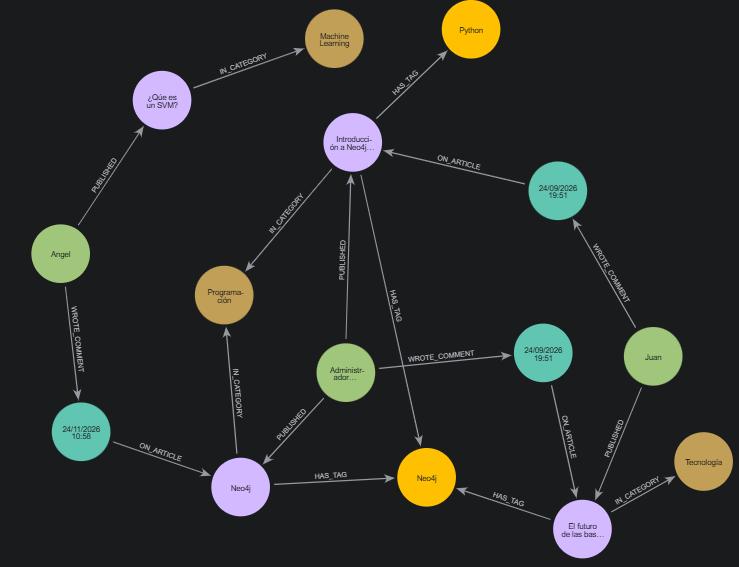 Python
Machine
Learning
IN_CATEGORY
HAS_TAG
¿Qúe es
un SVM?
Introducci-
ón a Neo4j...
ON_ARTICLE
PUBLISHED
24/09/2026
19:51
IN_CATEGORY
Angel
PUBLISHED
WROTE_COMMENT
Programa-
ción
HAS_TAG
WROTE_COMMENT
24/09/2026
19:51
WROTE_COMMENT
Juan
Administr-
ador...
IN_CATEGORY
24/11/2026
10:58
PUBLISHED
ON_ARTICLE
PUBLISHED
ON_ARTICLE
Tecnología
HAS_TAG
Neo4j
Neo4j
HAS_TAG
IN_CATEGORY
El futuro
de las bas...